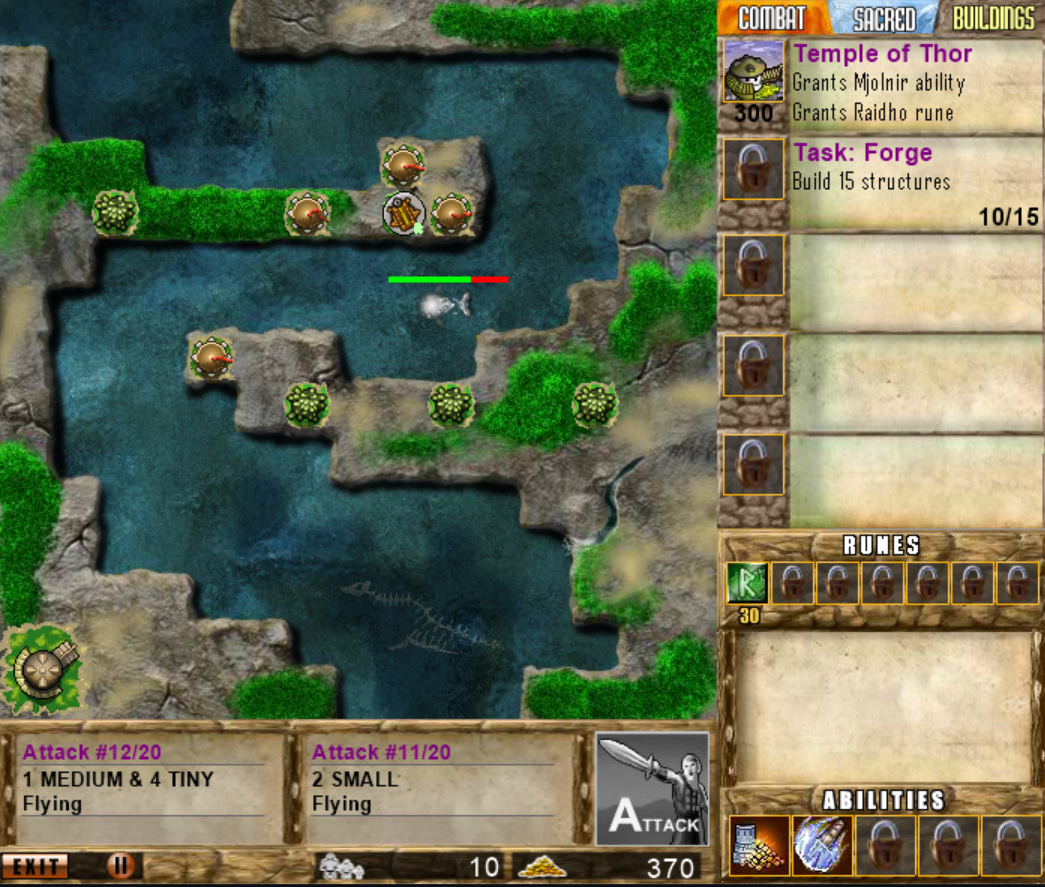 COMBAT
SACRED
BUILDINGS
Temple of Thor
Grants Mjolnir ability
300
Grants Raidho rune
Task: Forge
Build 15 structures
10/15
RUNES
30
Attack #12/20
1 MEDIUM & 4 TINY
Flying
Attack #11/20
2 SMALL
Flying
ATTACK
ABILITIES
EXIT
10
370